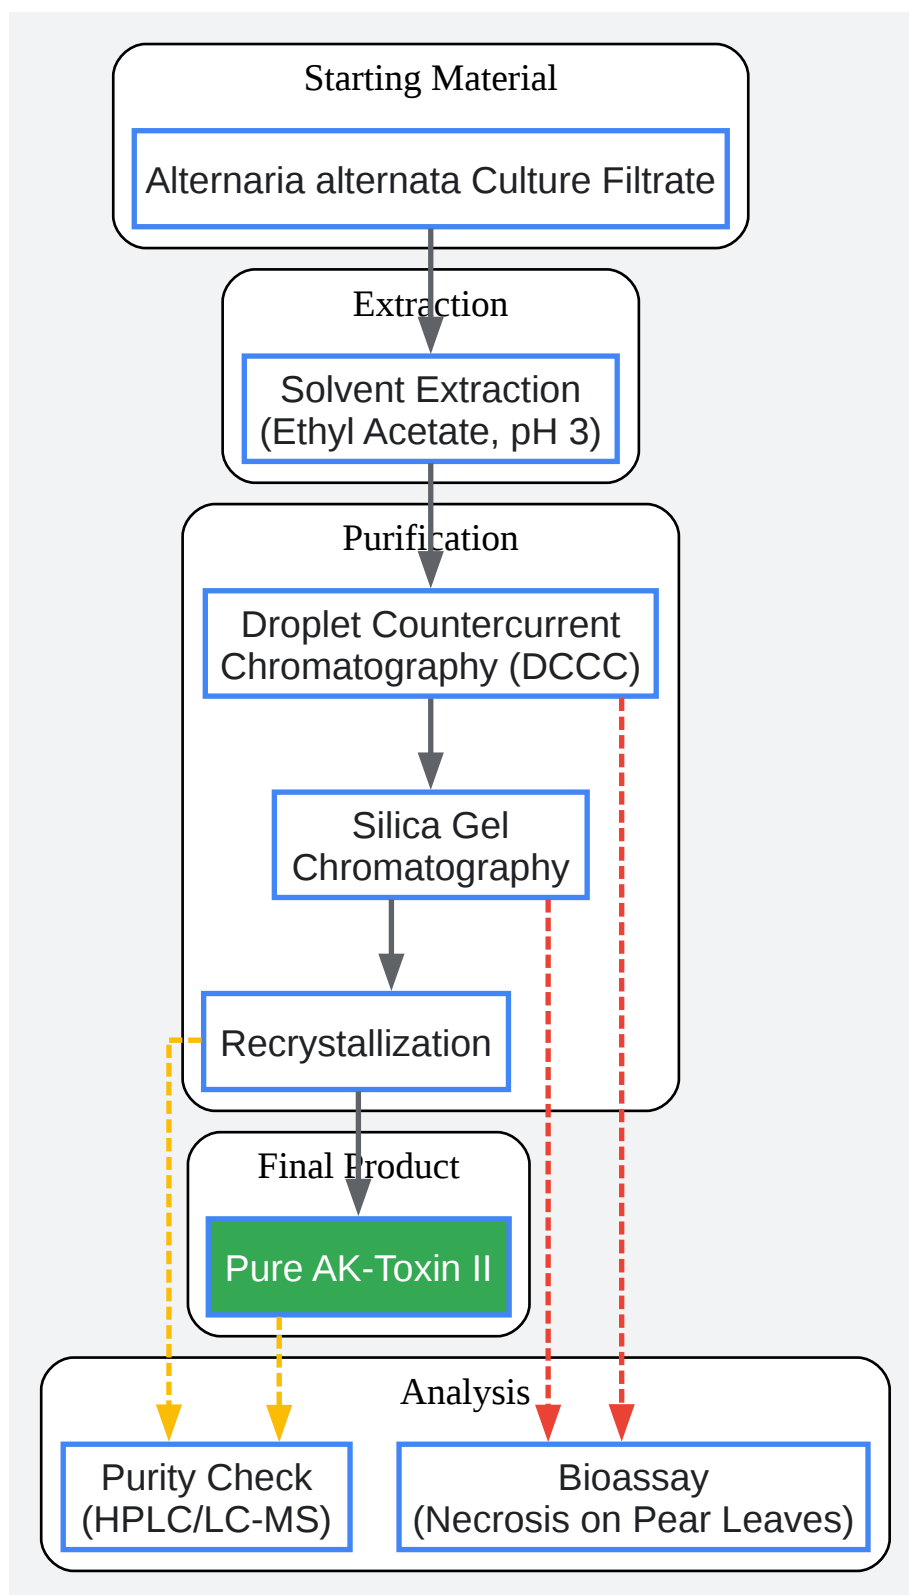 Starting Material
Alternaria alternata Culture Filtrate
Extraction
Solvent Extraction
(Ethyl Acetate, pH 3)
Purification
Droplet Countercurrent
Chromatography (DCCC)
Silica Gel
Chromatography
Recrystallization
Final Product
Pure AK-Toxin II
Analysis
Purity Check
(HPLC/LC-MS)
Bioassay
(Necrosis on Pear Leaves)